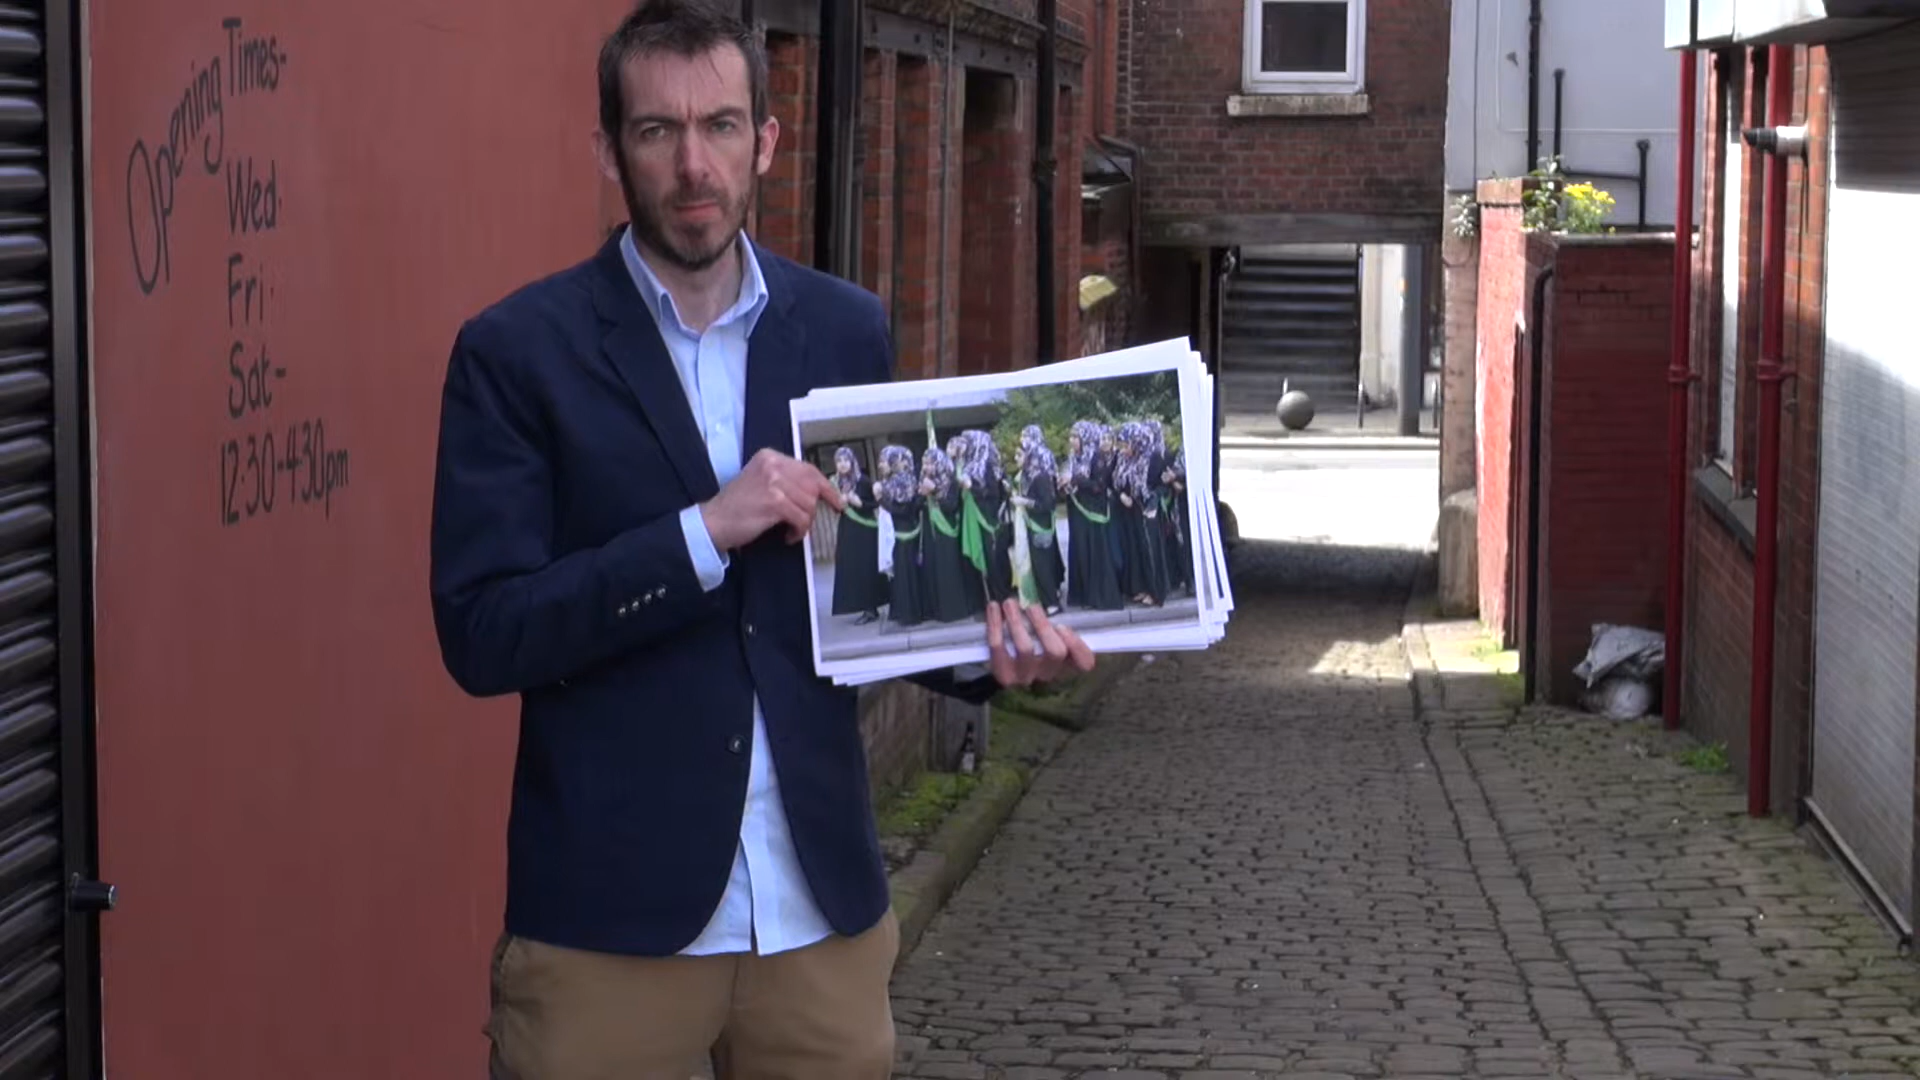 Opening Times-
Wed.
Fri.
Sat-
12.30-4.30pm